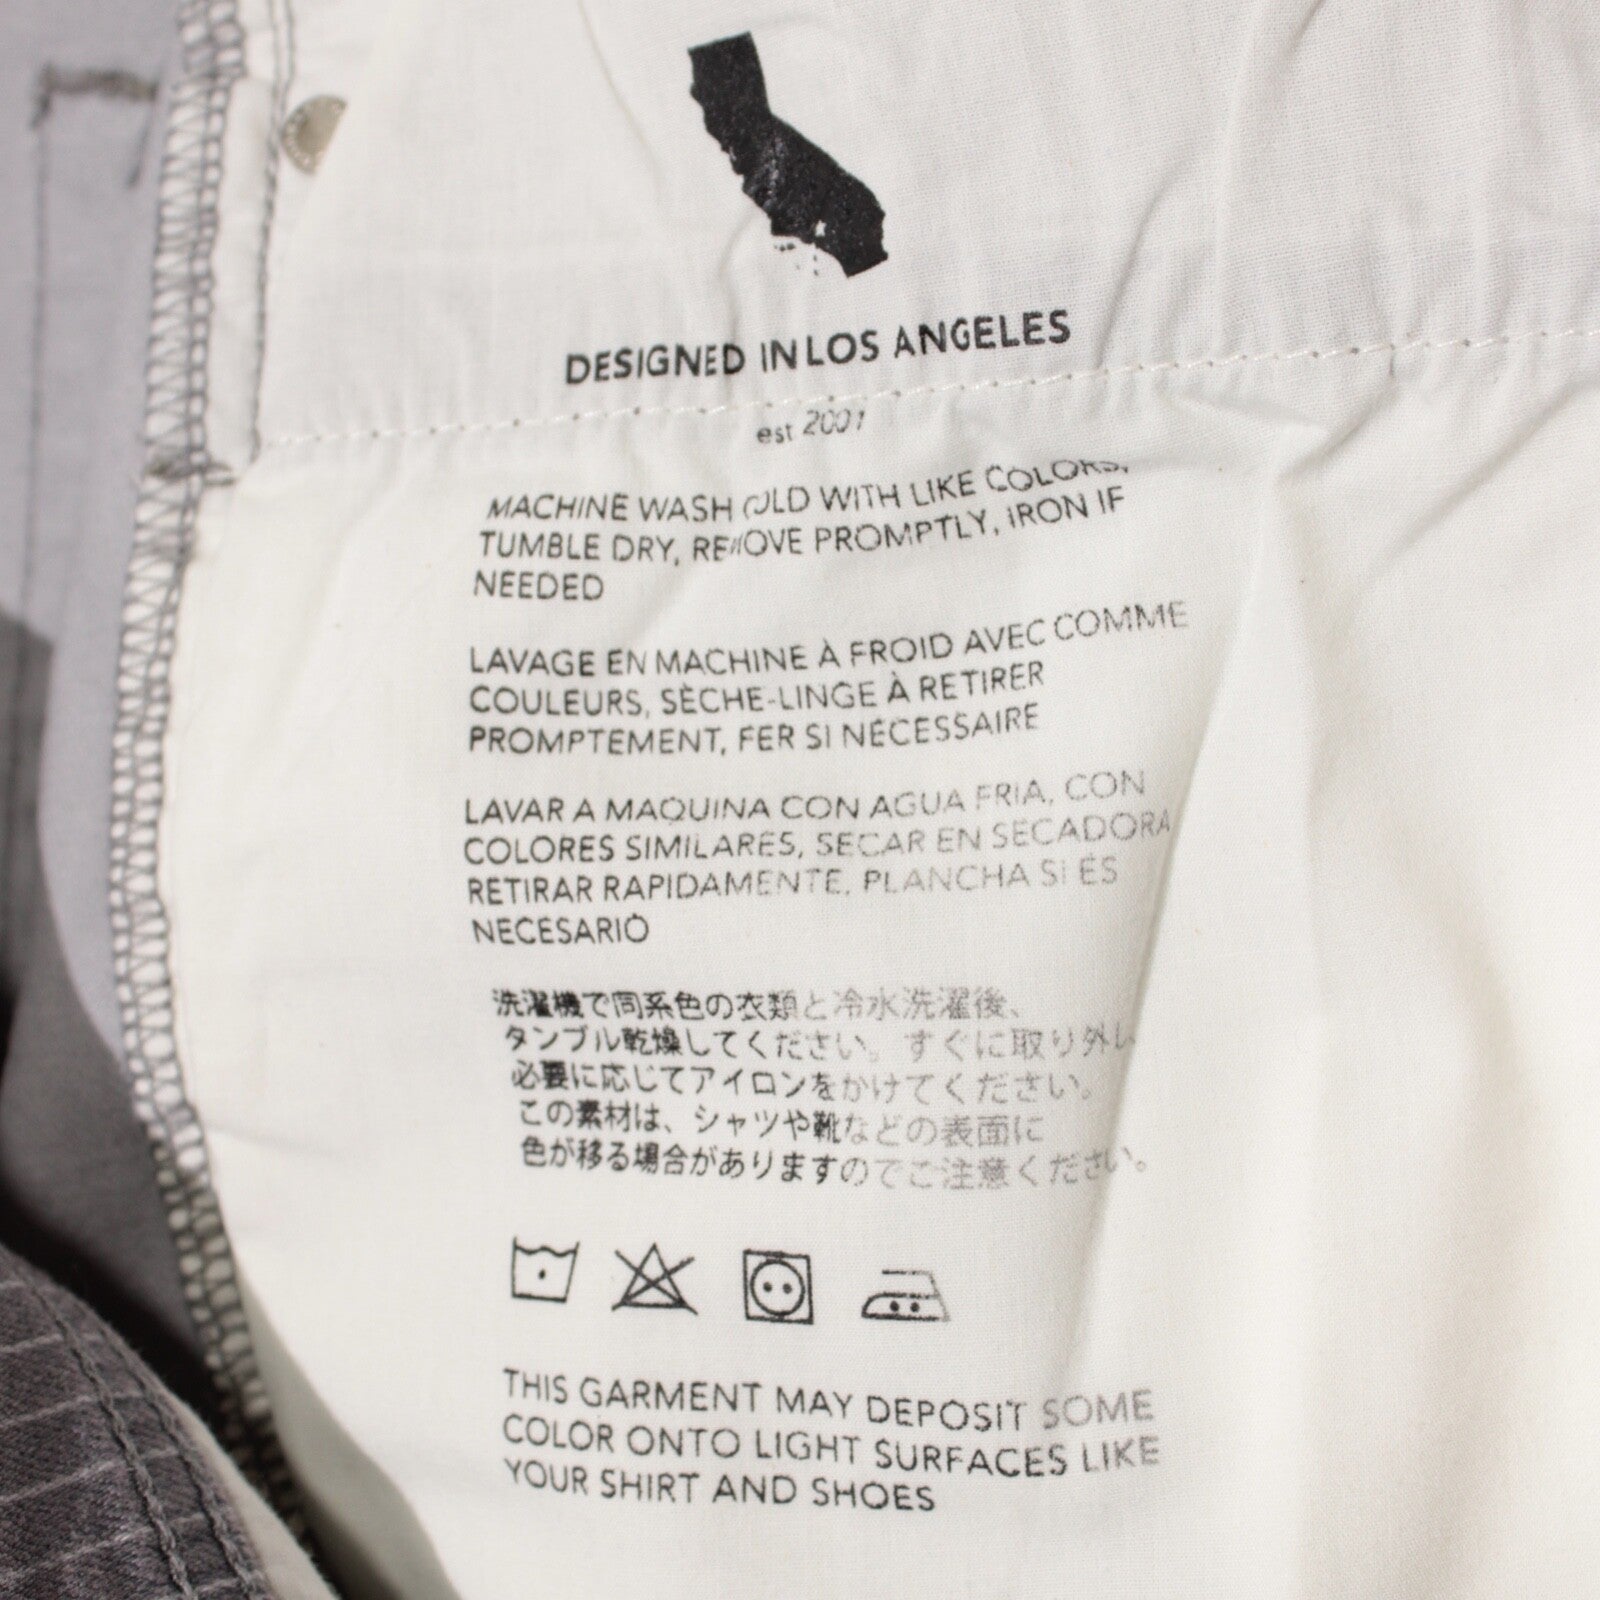 DESIGNED IN LOS ANGELES
est 2001
MACHINE WASH COLD WITH LIKE COLORS,
TUMBLE DRY, REMOVE PROMPTLY, IRON IF
NEEDED
LAVAGE EN MACHINE À FROID AVEC COMME
COULEURS, SÈCHE-LINGE À RETIRER
PROMPTEMENT, FER SI NÉCESSAIRE
LAVAR A MAQUINA CON AGUA FRIA, CON
COLORES SIMILARES, SECAR EN SECADORA
RETIRAR RAPIDAMENTE, PLANCHA SI ES
NECESARIO
洗濯機で同系色の衣類と冷水洗濯後、
タンブル乾燥してください。すぐに取り外し
必要に応じてアイロンをかけてください。
この素材は、シャツや靴などの表面に
色が移る場合がありますのでご注意ください。
THIS GARMENT MAY DEPOSIT SOME
COLOR ONTO LIGHT SURFACES LIKE
YOUR SHIRT AND SHOES